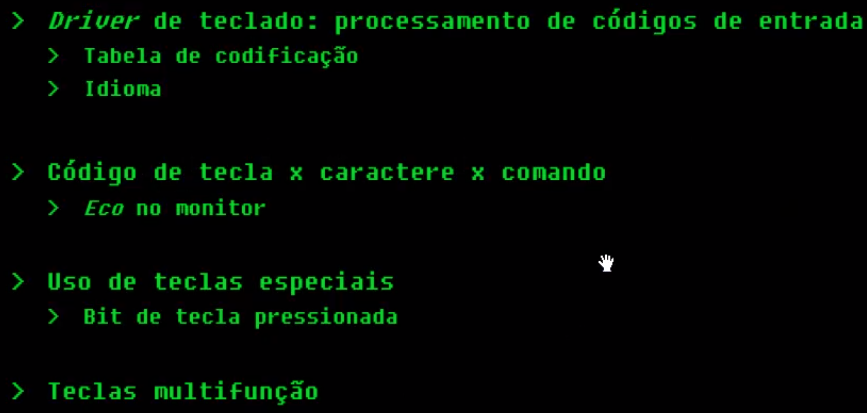 > Driver de teclado: processamento de códigos de entrada
> Tabela de codificação
> Idioma
> Código de tecla x caractere x comando
> Eco no monitor
> Uso de teclas especiais
> Bit de tecla pressionada
> Teclas multifunção